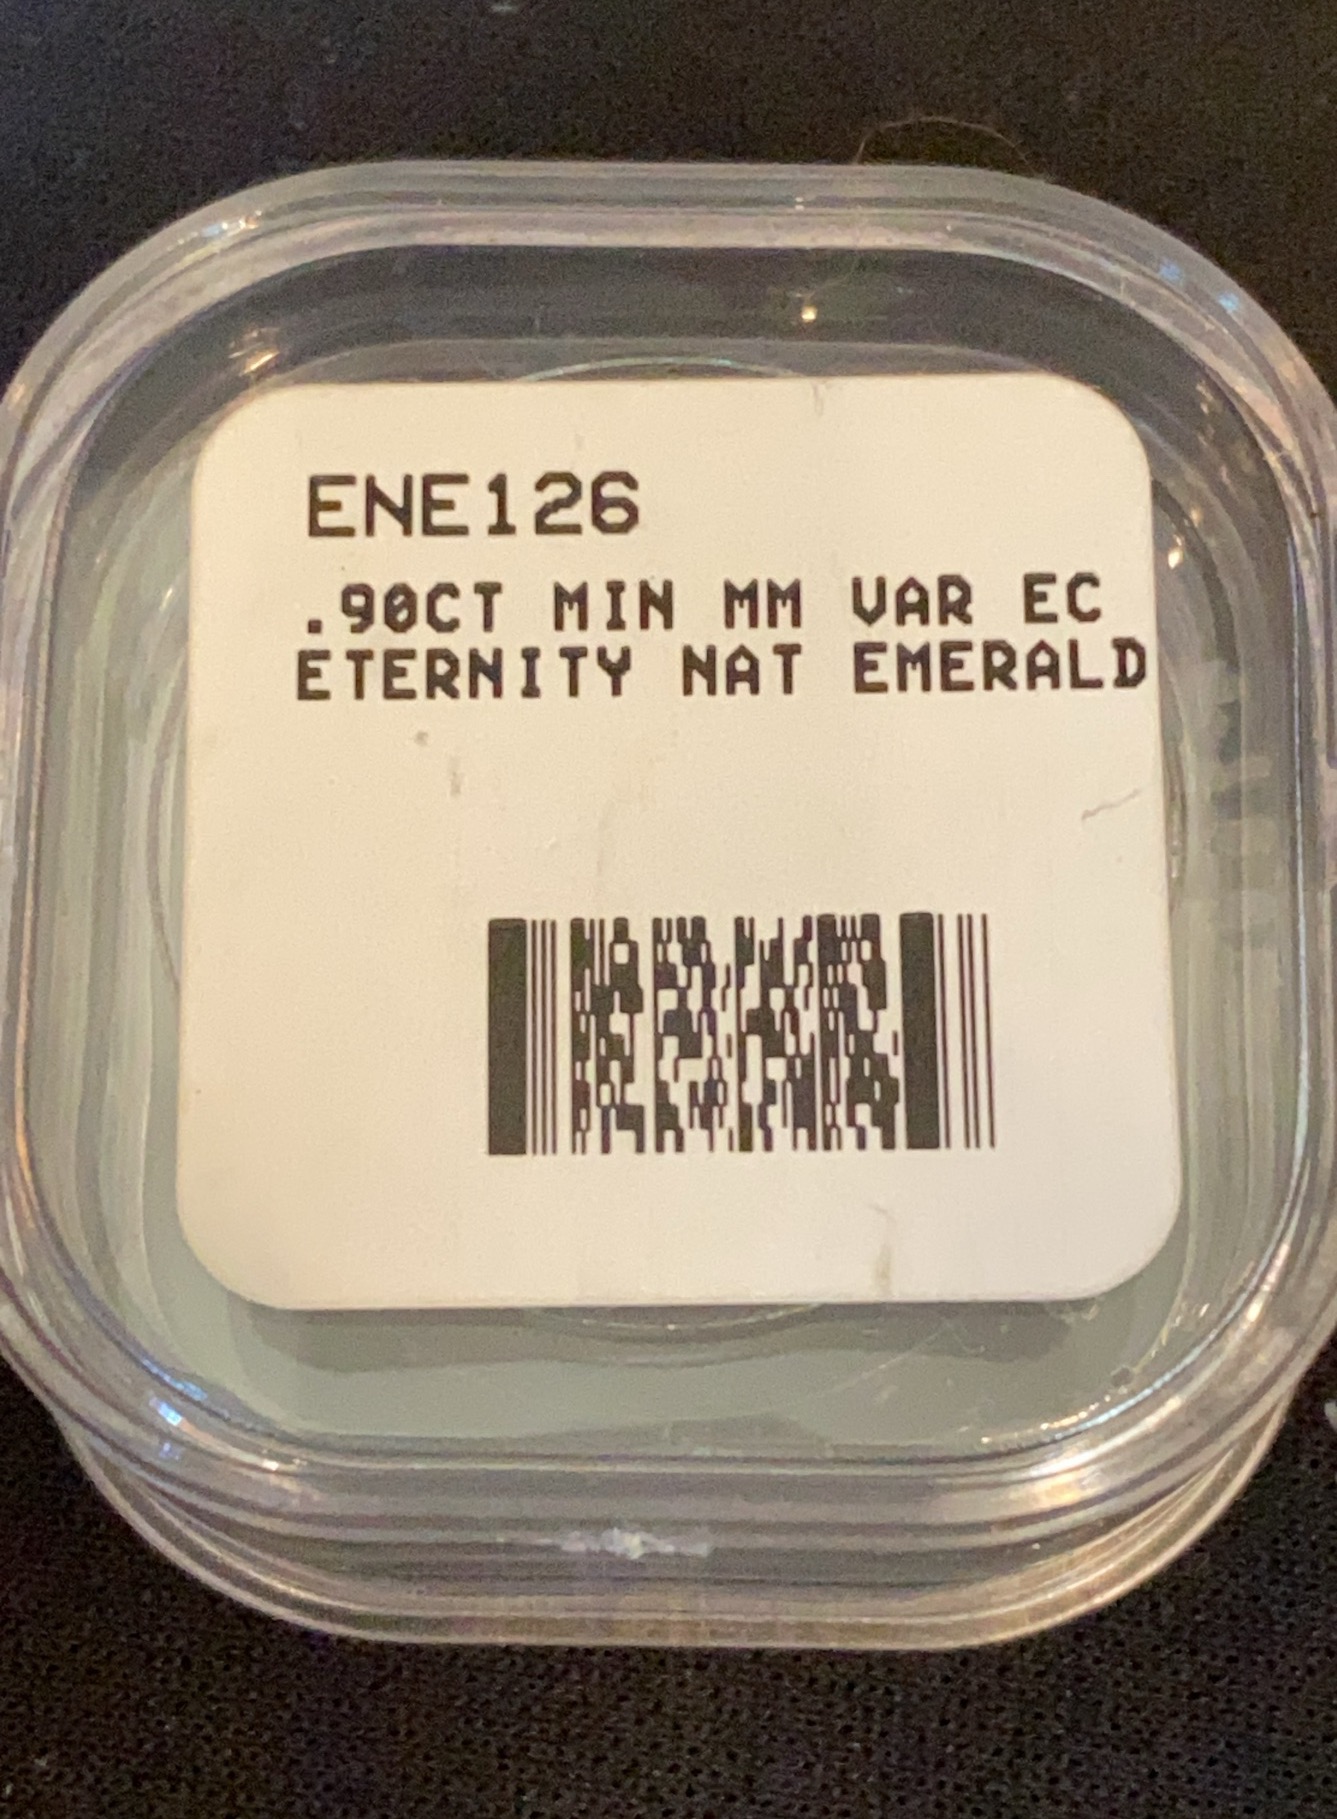 ENE126
.90CT MIN MM VAR EC
ETERNITY NAT EMERALD